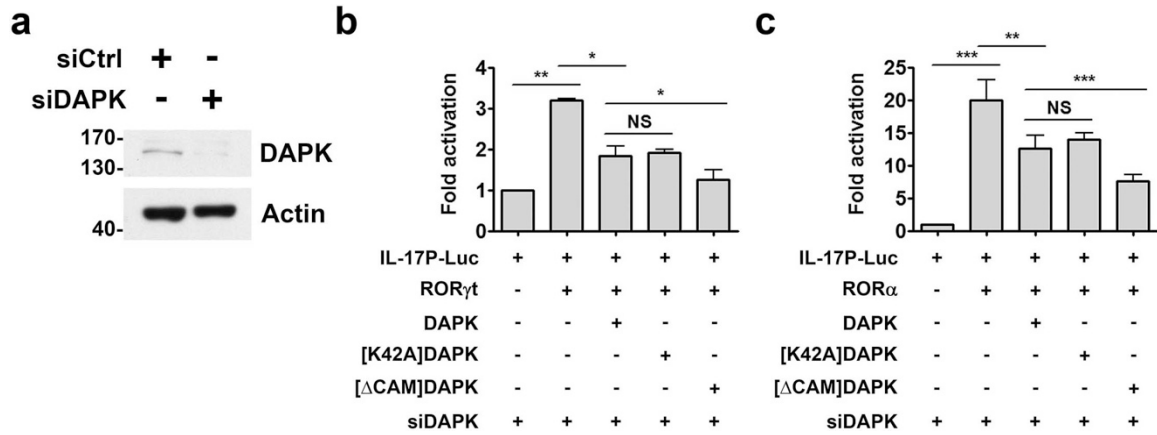 a
siCtrl + -
siDAPK - +
170-
130-
DAPK
40-
Actin
b
Fold activation
4
3
2
1
0
**
*
*
NS
IL-17P-Luc + + + + +
RORγt - + + + +
DAPK - - + - -
[K42A]DAPK - - - + -
[ΔCAM]DAPK - - - - +
siDAPK + + + + +
c
Fold activation
25
20
15
10
5
0
***
**
***
NS
IL-17P-Luc + + + + +
RORα - + + + +
DAPK - - + - -
[K42A]DAPK - - - + -
[ΔCAM]DAPK - - - - +
siDAPK + + + + +